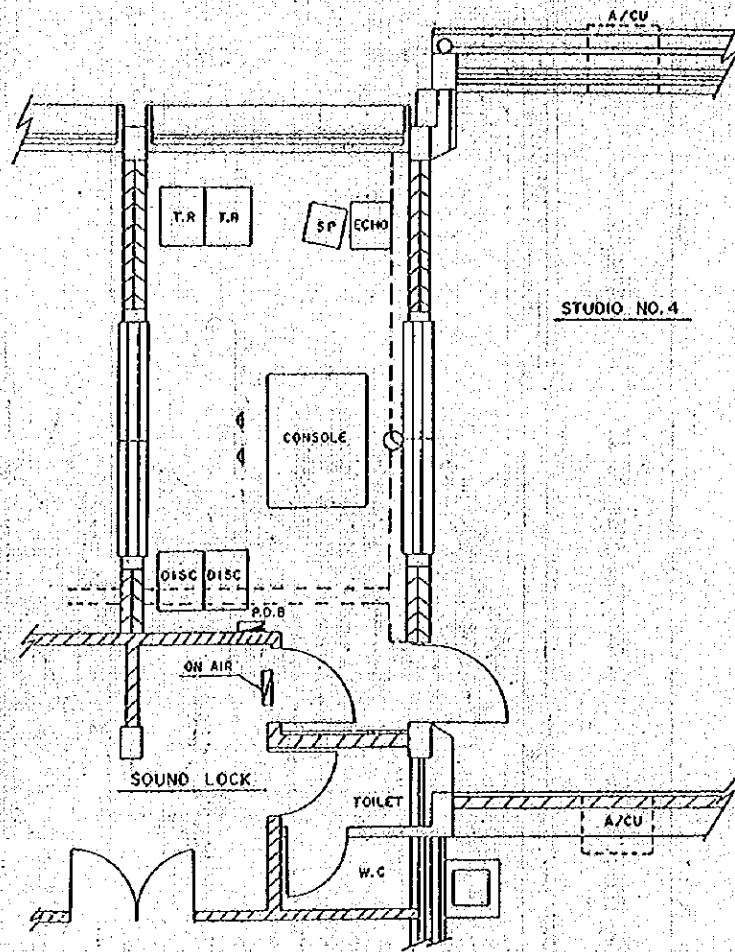 A/CU
T.R T.R
SP ECHO
STUDIO NO.4
CONSOLE
DISC DISC
P.D.B
ON AIR
SOUND LOCK
TOILET
A/CU
W.C